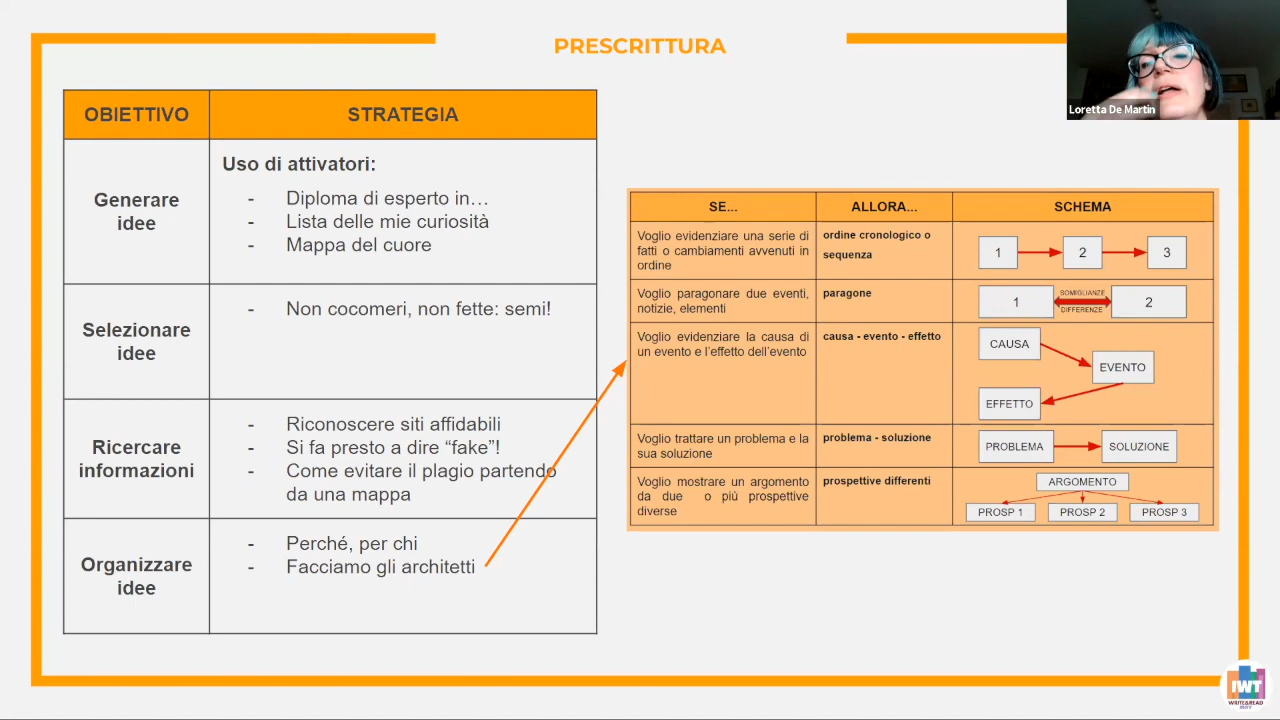 PRESCRITTURA
Loretta De Martin
OBIETTIVO
STRATEGIA
Generare
idee
Uso di attivatori:
- Diploma di esperto in…
- Lista delle mie curiosità
- Mappa del cuore
Selezionare
idee
- Non cocomeri, non fette: semi!
Ricercare
informazioni
- Riconoscere siti affidabili
- Si fa presto a dire “fake”!
- Come evitare il plagio partendo
da una mappa
Organizzare
idee
- Perché, per chi
- Facciamo gli architetti
SE...
ALLORA...
SCHEMA
Voglio evidenziare una serie di
fatti o cambiamenti avvenuti in
ordine
ordine cronologico o
sequenza
1
2
3
Voglio paragonare due eventi,
notizie, elementi
paragone
1
SOMIGLIANZE
DIFFERENZE
2
Voglio evidenziare la causa di
un evento e l’effetto dell’evento
causa - evento - effetto
CAUSA
EVENTO
EFFETTO
Voglio trattare un problema e la
sua soluzione
problema - soluzione
PROBLEMA
SOLUZIONE
Voglio mostrare un argomento
da due o più prospettive
diverse
prospettive differenti
ARGOMENTO
PROSP 1
PROSP 2
PROSP 3
IWT
WRITE&READ